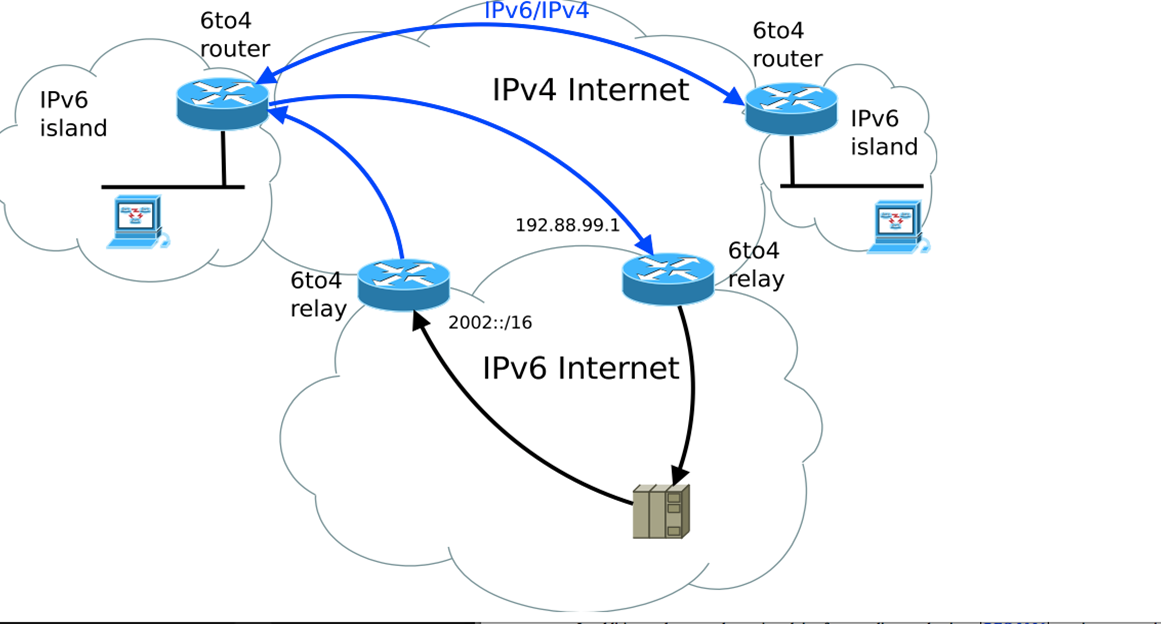 IPv6/IPv4
6to4
router
6to4
router
IPv4 Internet
IPv6
island
IPv6
island
192.88.99.1
6to4
relay
6to4
relay
2002::/16
IPv6 Internet